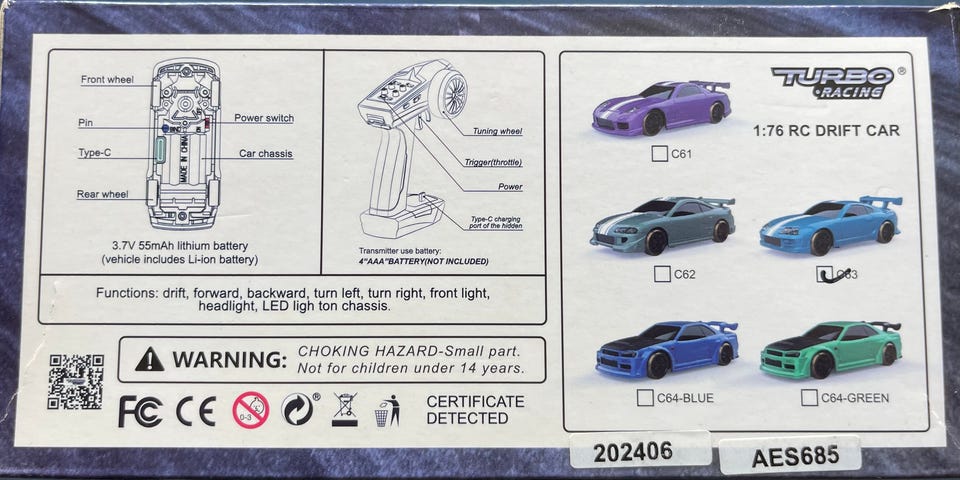 Front wheel
Pin
Type-C
Rear wheel
Power switch
Car chassis
MADE IN CHINA
3.7V 55mAh lithium battery
(vehicle includes Li-ion battery)
Tuning wheel
Trigger(throttle)
Power
Type-C charging
port of the hidden
Transmitter use battery:
4"AAA"BATTERY(NOT INCLUDED)
Functions: drift, forward, backward, turn left, turn right, front light,
headlight, LED ligh ton chassis.
WARNING:
CHOKING HAZARD-Small part.
Not for children under 14 years.
FC CE 0-3 ®
CERTIFICATE
DETECTED
TURBO®
RACING
1:76 RC DRIFT CAR
C61
C62
C63
C64-BLUE
C64-GREEN
202406
AES685